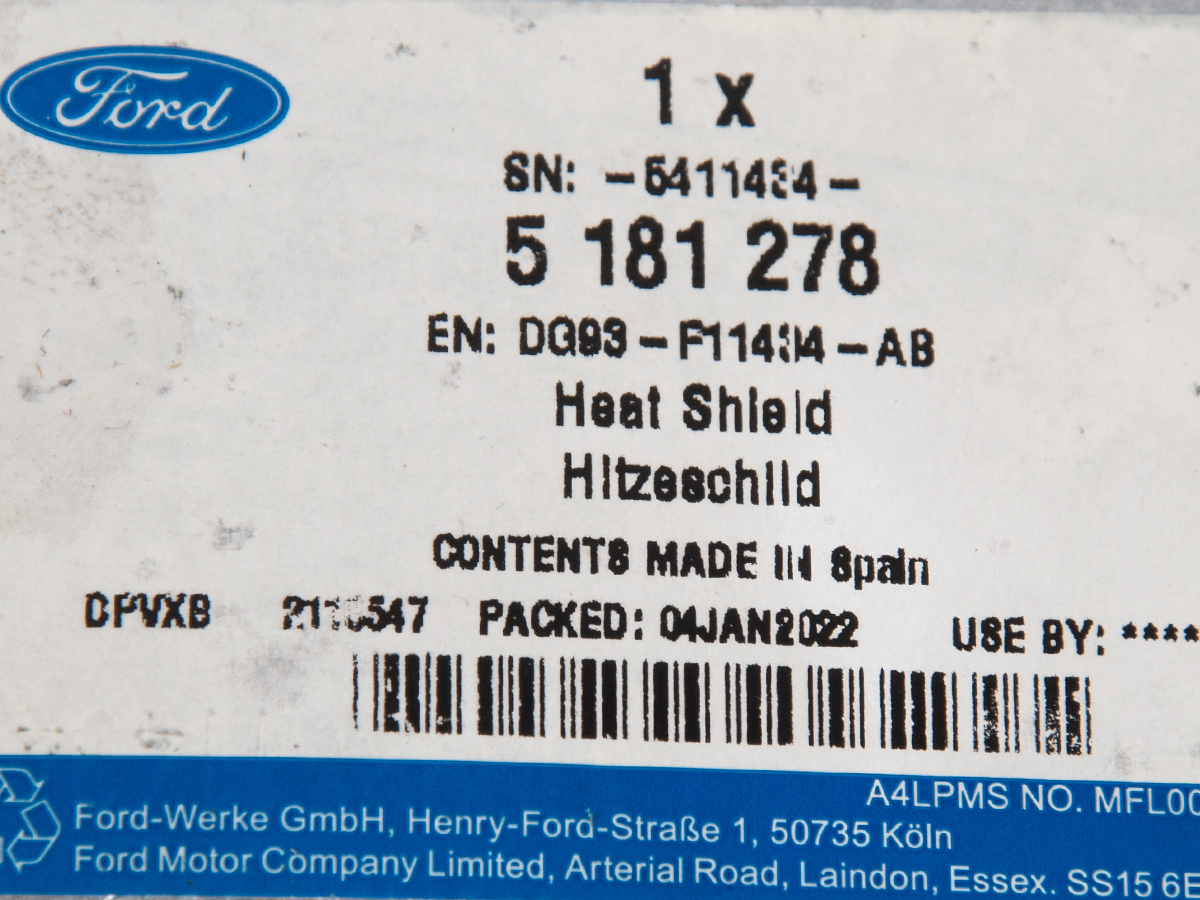 Ford
1 x
SN: -5411434-
5 181 278
EN: DG93-F11434-AB
Heat Shield
Hitzeschild
CONTENTS MADE IN Spain
PACKED: 04JAN2022 USE BY: ****
A4LPMS NO. MFL00
Ford-Werke GmbH, Henry-Ford-Straße 1, 50735 Köln
Ford Motor Company Limited, Arterial Road, Laindon, Essex. SS15 6E